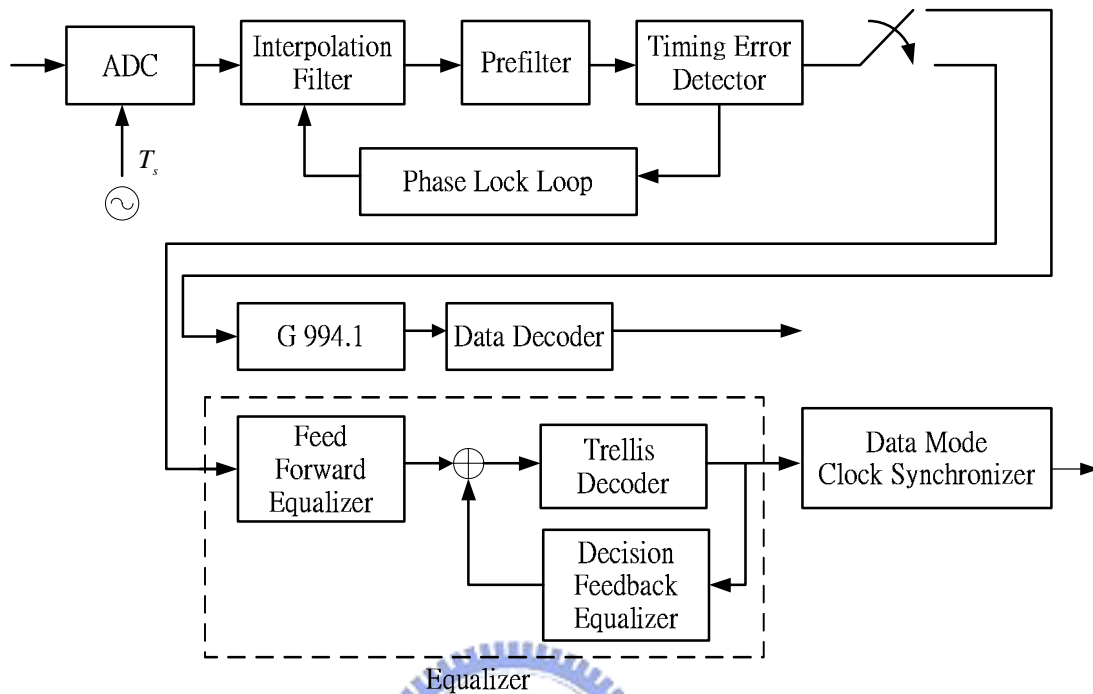 ADC
Interpolation
Filter
Prefilter
Timing Error
Detector
T_s
Phase Lock Loop
G 994.1
Data Decoder
Feed
Forward
Equalizer
Trellis
Decoder
Data Mode
Clock Synchronizer
Decision
Feedback
Equalizer
Equalizer